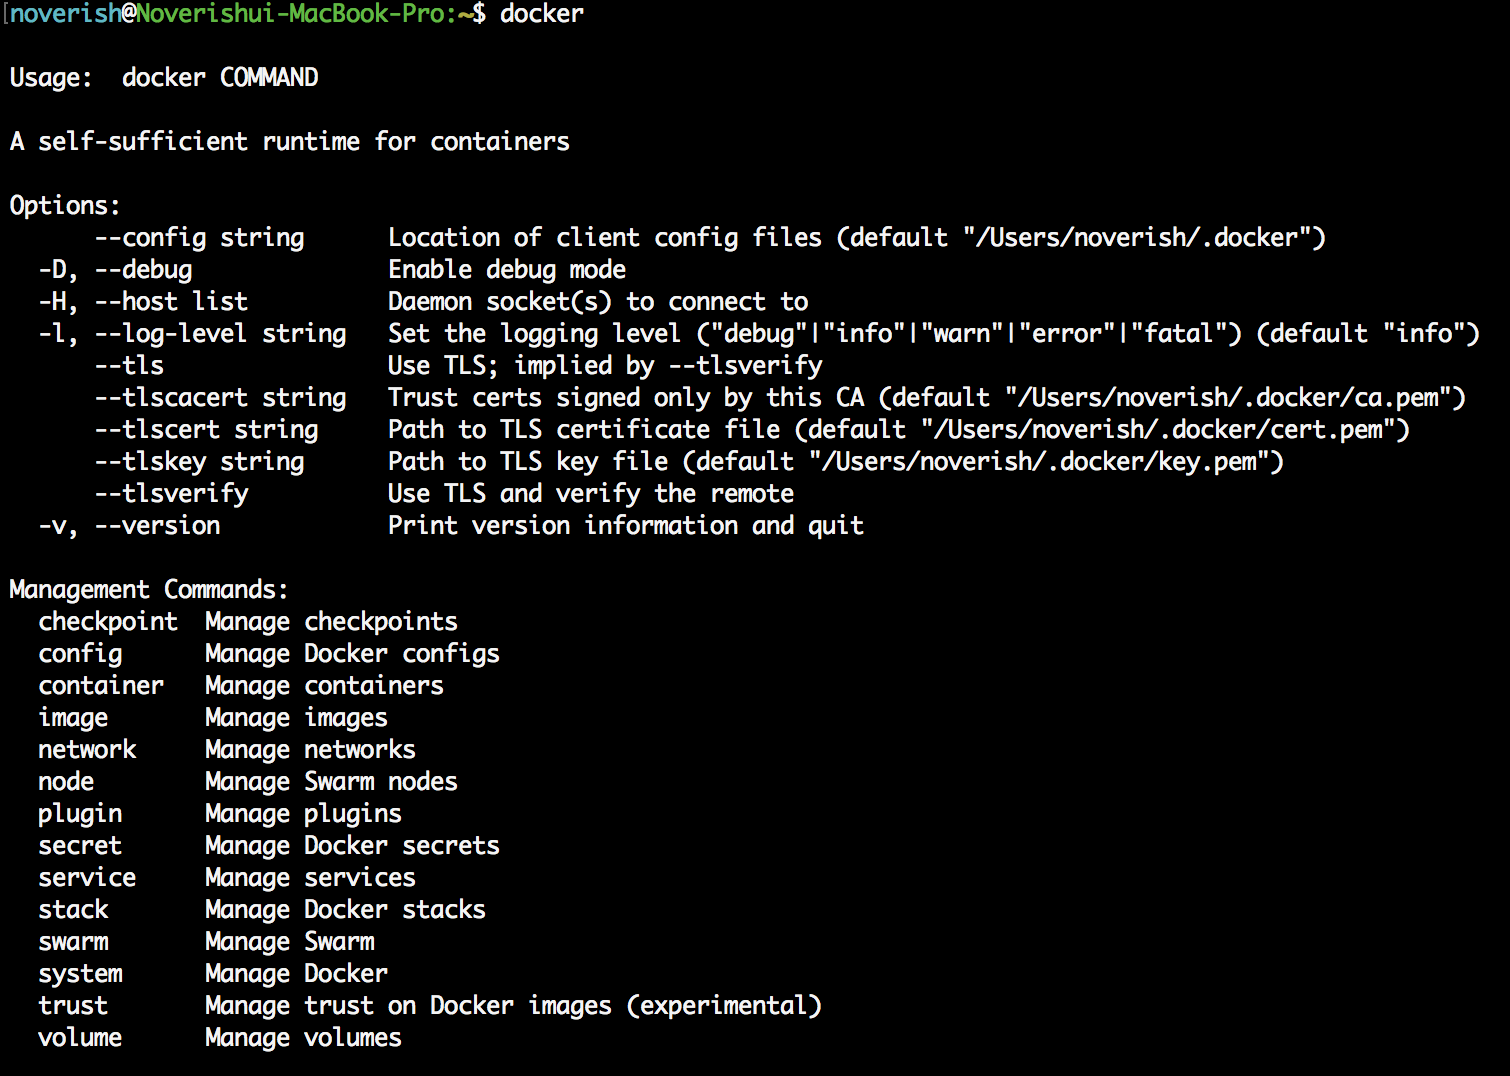 [noverish@Noverishui-MacBook-Pro:~$ docker
Usage:  docker COMMAND
A self-sufficient runtime for containers
Options:
      --config string      Location of client config files (default "/Users/noverish/.docker")
  -D, --debug              Enable debug mode
  -H, --host list          Daemon socket(s) to connect to
  -l, --log-level string   Set the logging level ("debug"|"info"|"warn"|"error"|"fatal") (default "info")
      --tls                Use TLS; implied by --tlsverify
      --tlscacert string   Trust certs signed only by this CA (default "/Users/noverish/.docker/ca.pem")
      --tlscert string     Path to TLS certificate file (default "/Users/noverish/.docker/cert.pem")
      --tlskey string      Path to TLS key file (default "/Users/noverish/.docker/key.pem")
      --tlsverify          Use TLS and verify the remote
  -v, --version            Print version information and quit
Management Commands:
  checkpoint  Manage checkpoints
  config      Manage Docker configs
  container   Manage containers
  image       Manage images
  network     Manage networks
  node        Manage Swarm nodes
  plugin      Manage plugins
  secret      Manage Docker secrets
  service     Manage services
  stack       Manage Docker stacks
  swarm       Manage Swarm
  system      Manage Docker
  trust       Manage trust on Docker images (experimental)
  volume      Manage volumes